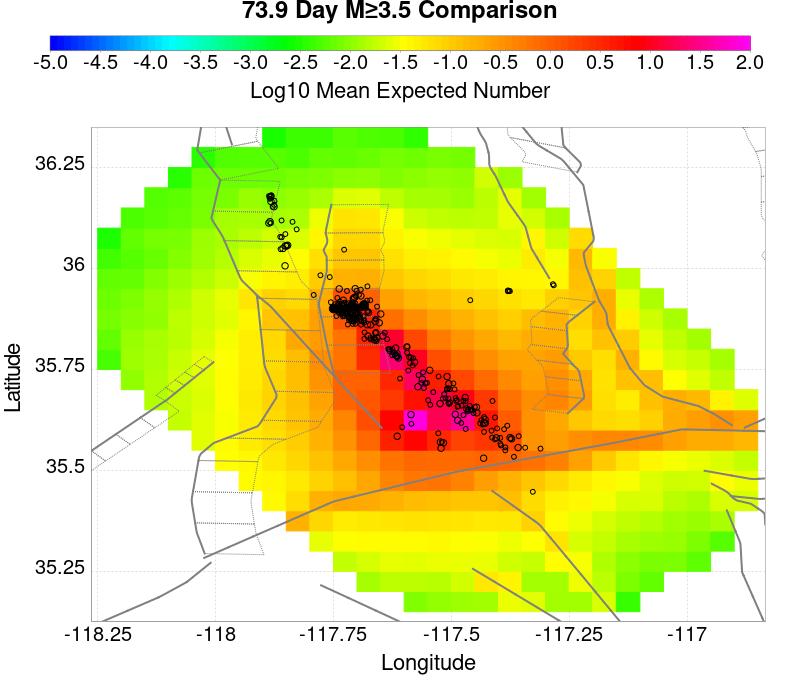 73.9 Day M≥3.5 Comparison
-5.0 -4.5 -4.0 -3.5 -3.0 -2.5 -2.0 -1.5 -1.0 -0.5 0.0 0.5 1.0 1.5 2.0
Log10 Mean Expected Number
36.25
36
35.75
35.5
35.25
Latitude
-118.25 -118 -117.75 -117.5 -117.25 -117
Longitude